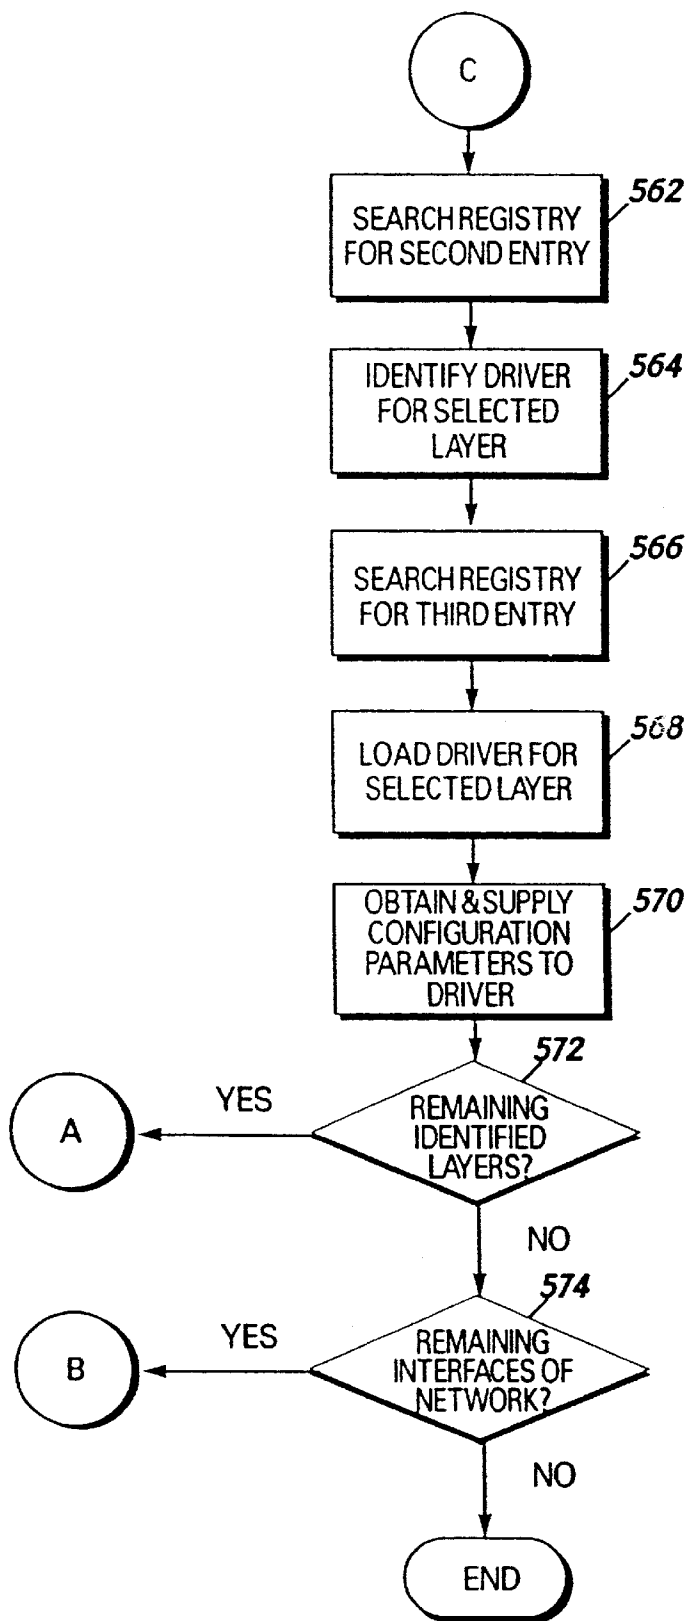 C
562
SEARCH REGISTRY
FOR SECOND ENTRY
564
IDENTIFY DRIVER
FOR SELECTED
LAYER
566
SEARCH REGISTRY
FOR THIRD ENTRY
568
LOAD DRIVER FOR
SELECTED LAYER
570
OBTAIN & SUPPLY
CONFIGURATION
PARAMETERS TO
DRIVER
572
YES
A
REMAINING
IDENTIFIED
LAYERS?
NO
574
YES
B
REMAINING
INTERFACES OF
NETWORK?
NO
END